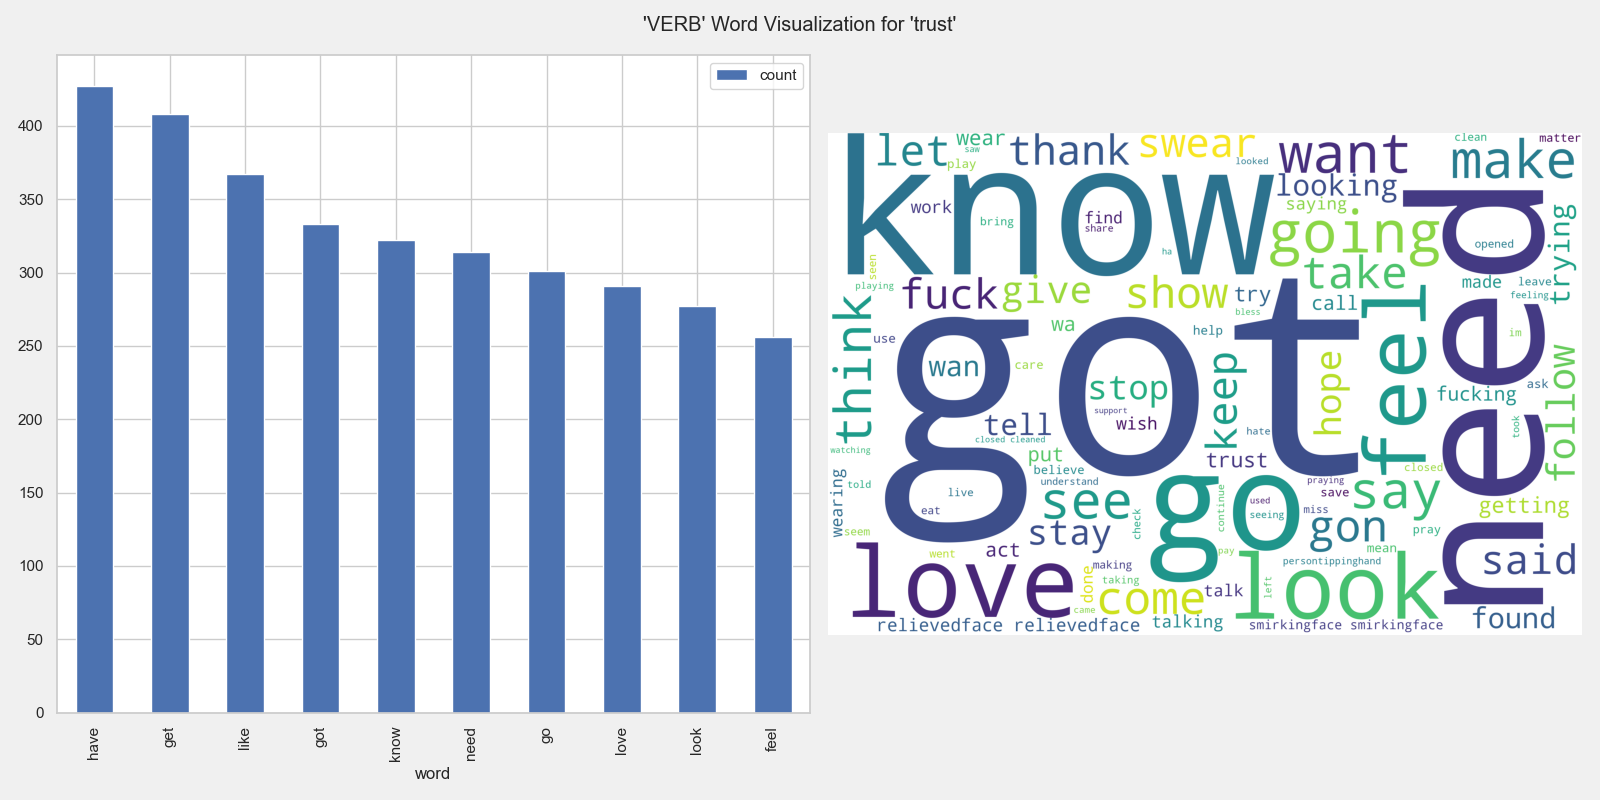 'VERB' Word Visualization for 'trust'
count
400
350
300
250
200
150
100
50
0
have
get
like
got
know
need
go
love
look
feel
word
know
got
need
go
love
look
feel
let
wear
saw
play
thank
swear
looked
want
clean
matter
make
looking
saying
going
work
bring
find
share
ha
seen
playing
fuck
give
show
take
try
call
bless
opened
made
leave
feeling
trying
think
use
wan
wa
care
help
stop
support
wish
keep
hope
im
ask
fucking
follow
took
hate
tell
closed cleaned
put
believe
understand
trust
closed
praying
save
say
watching
told
wearing
seem
live
eat
see
stay
check
continue
used
seeing
miss
gon
mean
pray
getting
said
act
went
making
taking
done
came
come
pay
talk
left
persontippinghand
found
relievedface relievedface
talking
smirkingface smirkingface